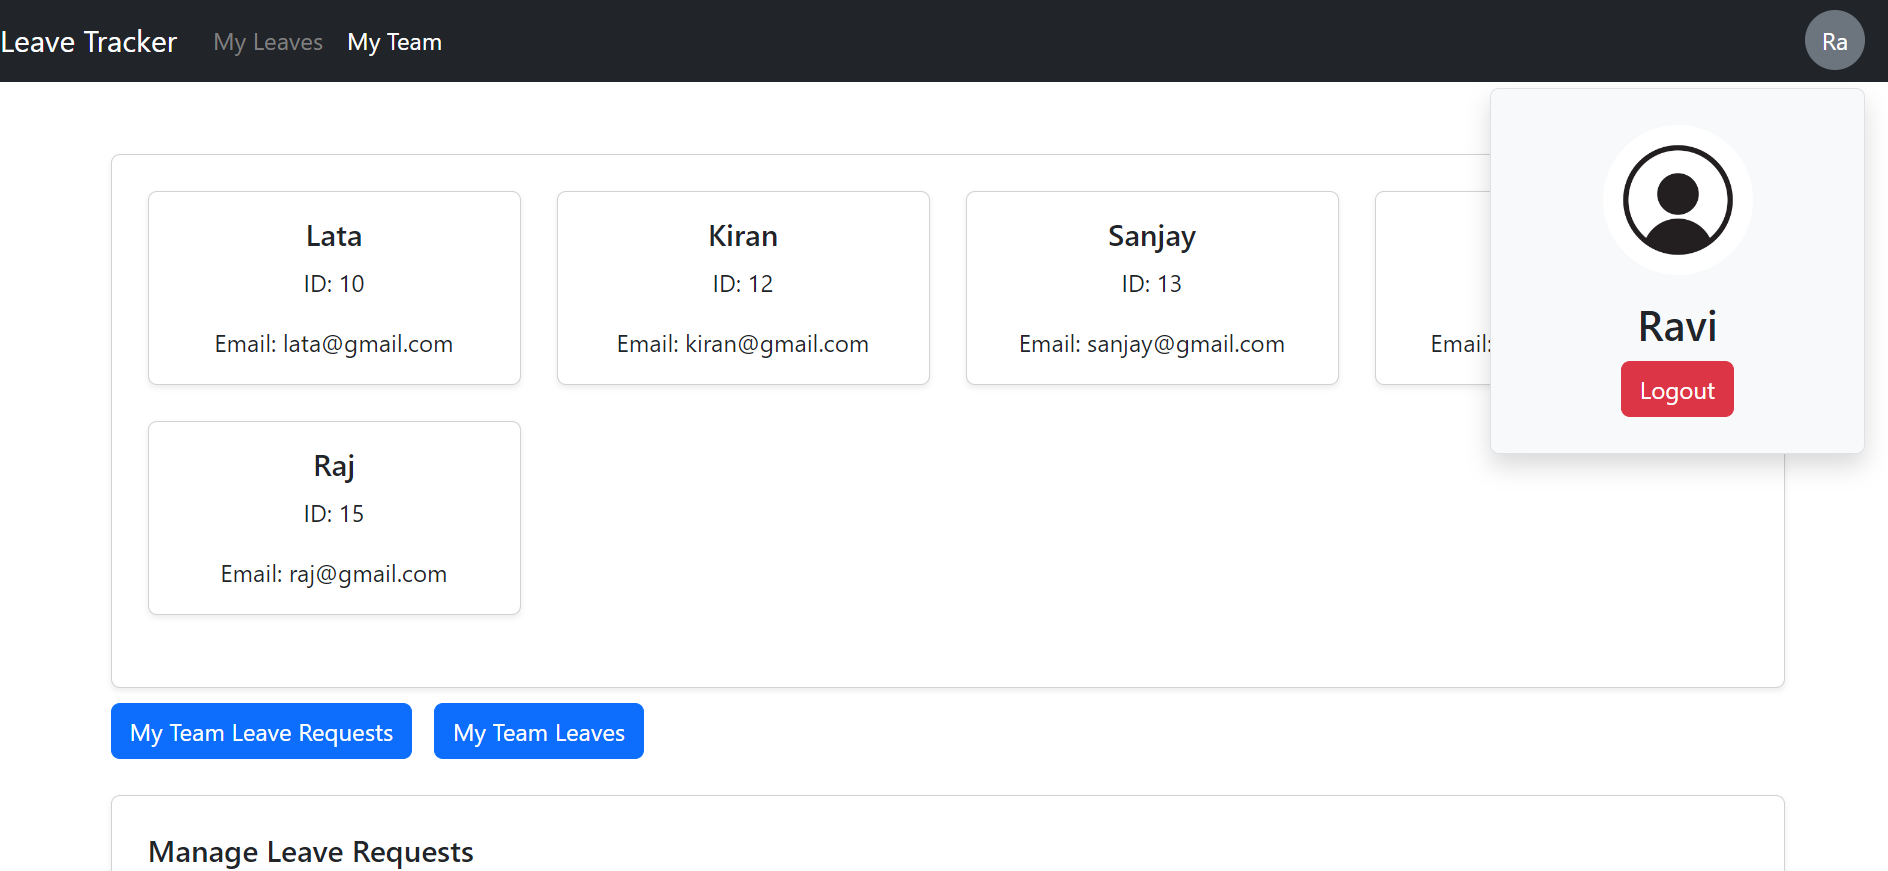 Leave Tracker My Leaves My Team Ra
Lata
ID: 10
Email: lata@gmail.com
Kiran
ID: 12
Email: kiran@gmail.com
Sanjay
ID: 13
Email: sanjay@gmail.com
Email:
Ravi
Logout
Raj
ID: 15
Email: raj@gmail.com
My Team Leave Requests My Team Leaves
Manage Leave Requests